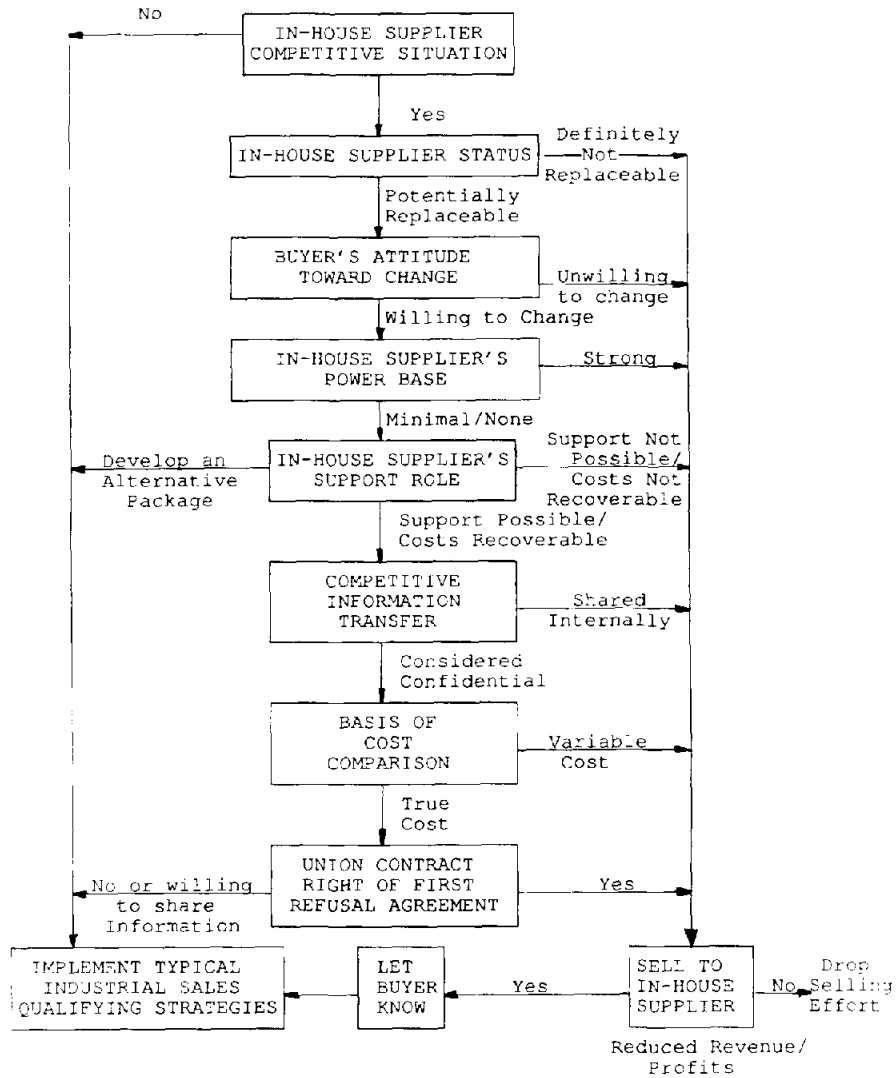 No
IN-HOUSE SUPPLIER
COMPETITIVE SITUATION
Yes
IN-HOUSE SUPPLIER STATUS
Definitely
Not
Replaceable
Potentially
Replaceable
BUYER'S ATTITUDE
TOWARD CHANGE
Unwilling
to change
Willing to Change
IN-HOUSE SUPPLIER'S
POWER BASE
Strong
Minimal/None
Develop an
Alternative
Package
IN-HOUSE SUPPLIER'S
SUPPORT ROLE
Support Not
Possible/
Costs Not
Recoverable
Support Possible/
Costs Recoverable
COMPETITIVE
INFORMATION
TRANSFER
Shared
Internally
Considered
Confidential
BASIS OF
COST
COMPARISON
Variable
Cost
True
Cost
No or willing
to share
Information
UNION CONTRACT
RIGHT OF FIRST
REFUSAL AGREEMENT
Yes
IMPLEMENT TYPICAL
INDUSTRIAL SALES
QUALIFYING STRATEGIES
LET
BUYER
KNOW
Yes
SELL TO
IN-HOUSE
SUPPLIER
No
Drop
Selling
Effort
Reduced Revenue/
Profits